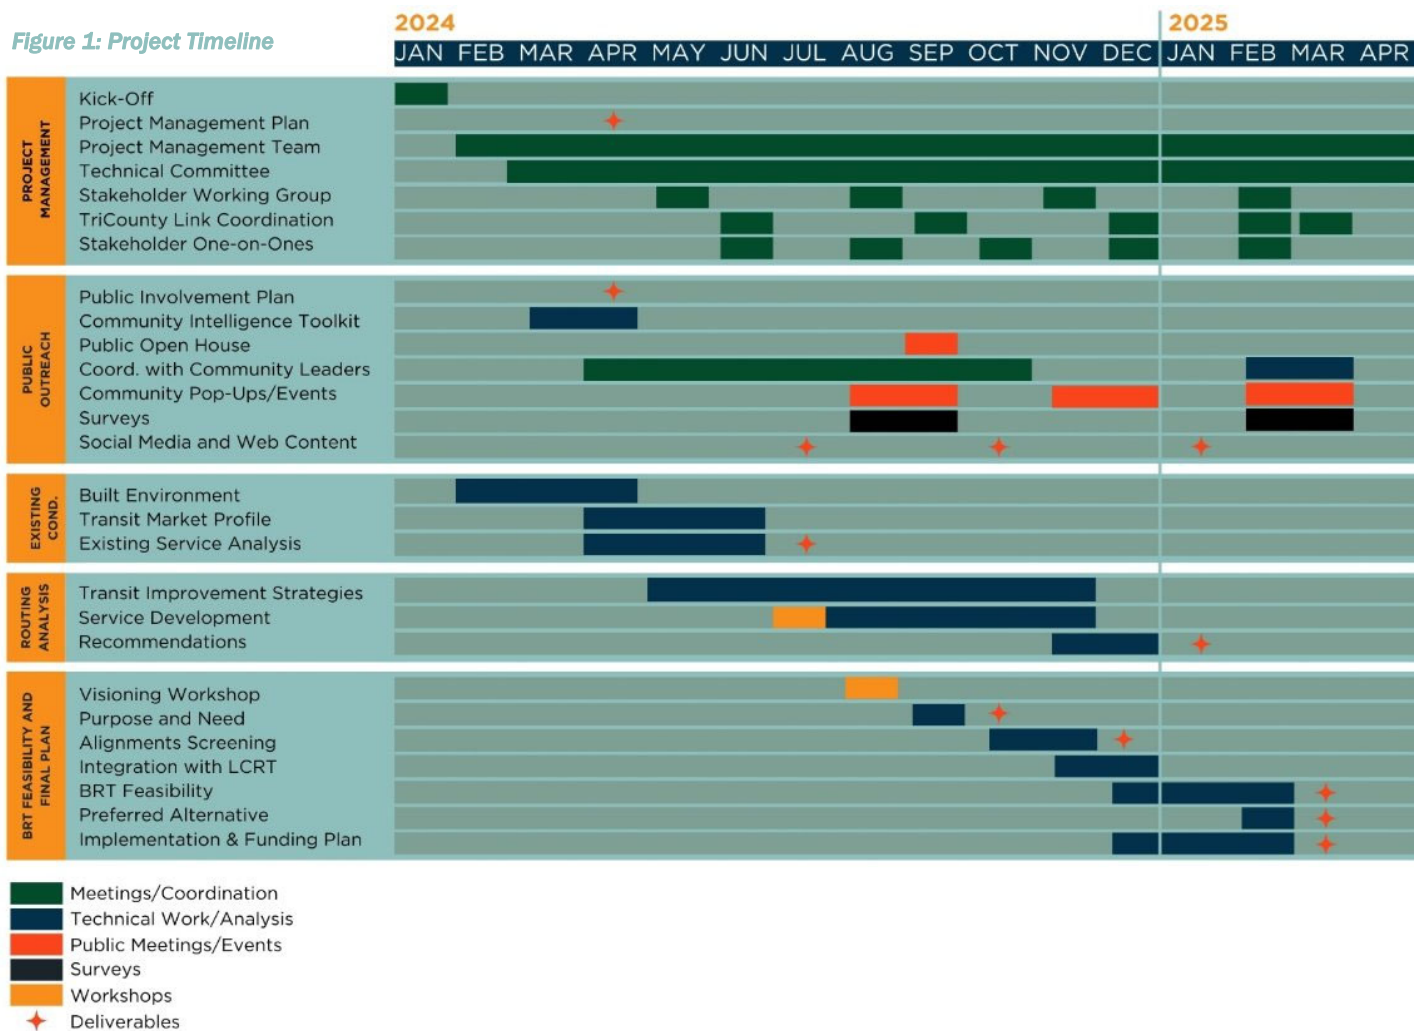 Figure 1: Project Timeline
2024 2025
JAN FEB MAR APR MAY JUN JUL AUG SEP OCT NOV DEC JAN FEB MAR APR
PROJECT
MANAGEMENT
Kick-Off
Project Management Plan
Project Management Team
Technical Committee
Stakeholder Working Group
TriCounty Link Coordination
Stakeholder One-on-Ones
PUBLIC
OUTREACH
Public Involvement Plan
Community Intelligence Toolkit
Public Open House
Coord. with Community Leaders
Community Pop-Ups/Events
Surveys
Social Media and Web Content
EXISTING
COND.
Built Environment
Transit Market Profile
Existing Service Analysis
ROUTING
ANALYSIS
Transit Improvement Strategies
Service Development
Recommendations
BRT FEASIBILITY AND
FINAL PLAN
Visioning Workshop
Purpose and Need
Alignments Screening
Integration with LCRT
BRT Feasibility
Preferred Alternative
Implementation & Funding Plan
Meetings/Coordination
Technical Work/Analysis
Public Meetings/Events
Surveys
Workshops
Deliverables